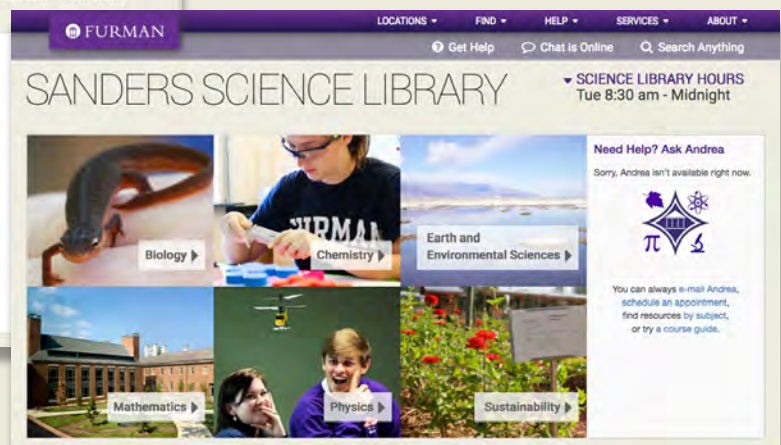 FURMAN
LOCATIONS
FIND
HELP
SERVICES
ABOUT
Get Help
Chat is Online
Search Anything
SANDERS SCIENCE LIBRARY
SCIENCE LIBRARY HOURS
Tue 8:30 am - Midnight
Biology
Chemistry
FURMAN
Earth and
Environmental Sciences
Mathematics
Physics
Sustainability
Need Help? Ask Andrea
Sorry, Andrea isn't available right now.
π
You can always e-mail Andrea,
schedule an appointment,
find resources by subject,
or try a course guide.